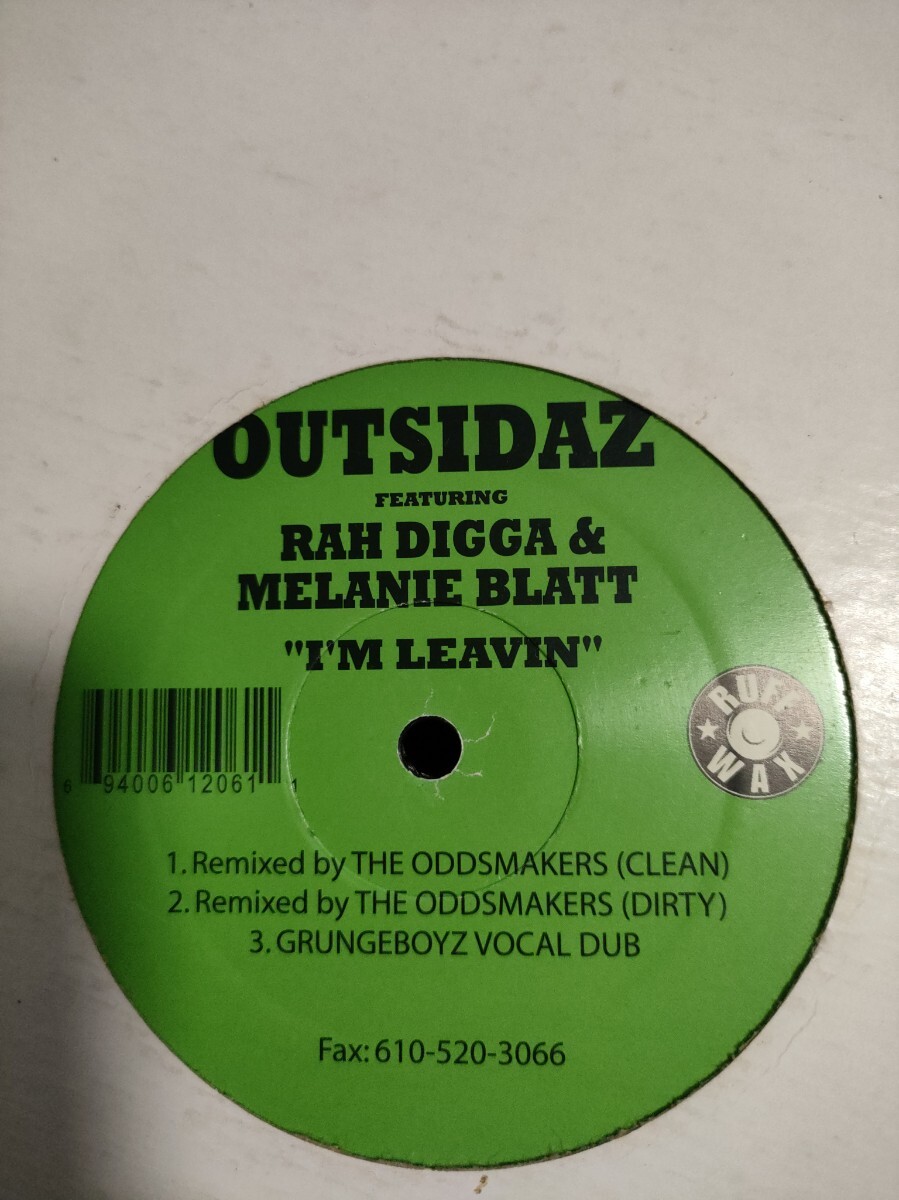 OUTSIDAZ
FEATURING
RAH DIGGA &
MELANIE BLATT
"I'M LEAVIN"
RUFF
WAX
6 94006 12061 1
1. Remixed by THE ODDSMAKERS (CLEAN)
2. Remixed by THE ODDSMAKERS (DIRTY)
3. GRUNGEBOYZ VOCAL DUB
Fax: 610-520-3066